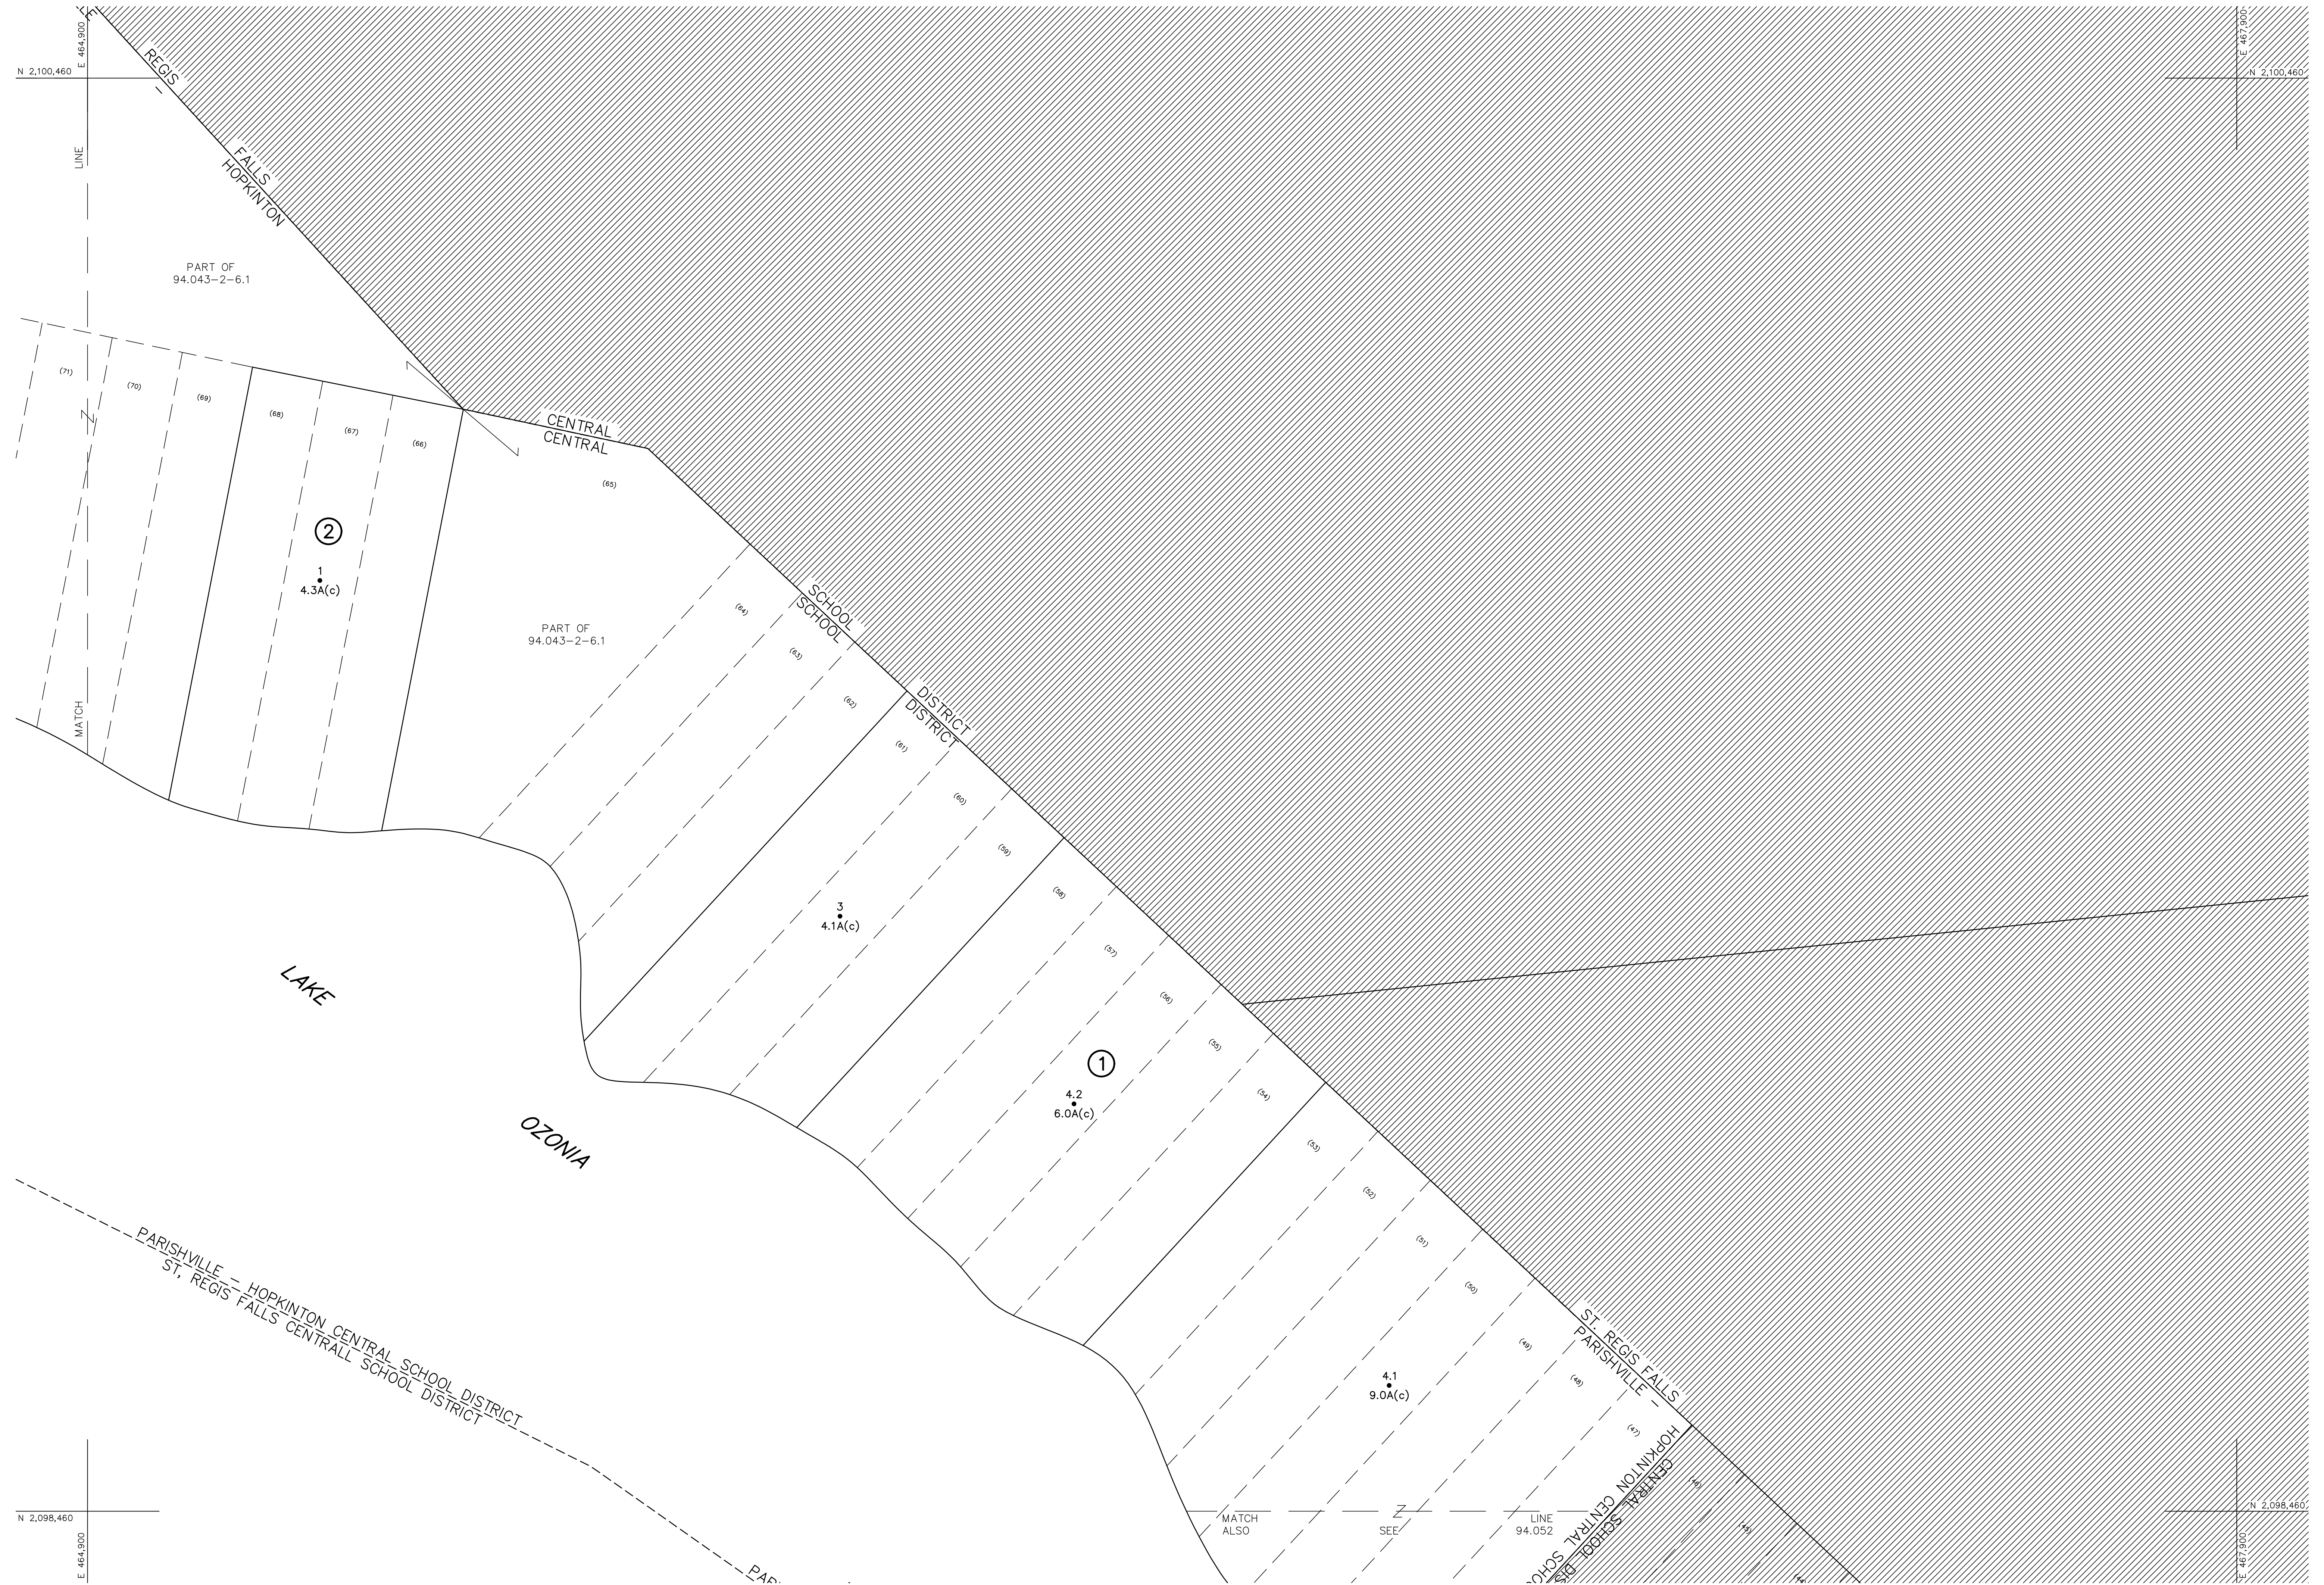 E 464,900
N 2,100,460
REGIS
–
FALLS
HOPKINTON
LINE
PART OF
94.043-2-6.1
E 467,900
N 2,100,460
(71)
(70)
(69)
(68)
(67)
(66)
CENTRAL
CENTRAL
(65)
2
1
4.3A(c)
PART OF
94.043-2-6.1
MATCH
SCHOOL
SCHOOL
(64)
(63)
(62)
DISTRICT
DISTRICT
(61)
(60)
(59)
3
4.1A(c)
(58)
(57)
(56)
(55)
(54)
1
4.2
6.0A(c)
LAKE
OZONIA
(53)
(52)
(51)
(50)
(49)
(48)
(47)
(46)
(45)
4.1
9.0A(c)
ST. REGIS FALLS
PARISHVILLE –
HOPKINTON CENTRAL SCHO
CENTRAL SCHOOL DIS
PARISHVILLE – HOPKINTON CENTRAL SCHOOL DISTRICT
ST, REGIS FALLS CENTRALL SCHOOL DISTRICT
MATCH LINE
ALSO SEE 94.052
N 2,098,460
E 464,900
N 2,098,460
E 467,900